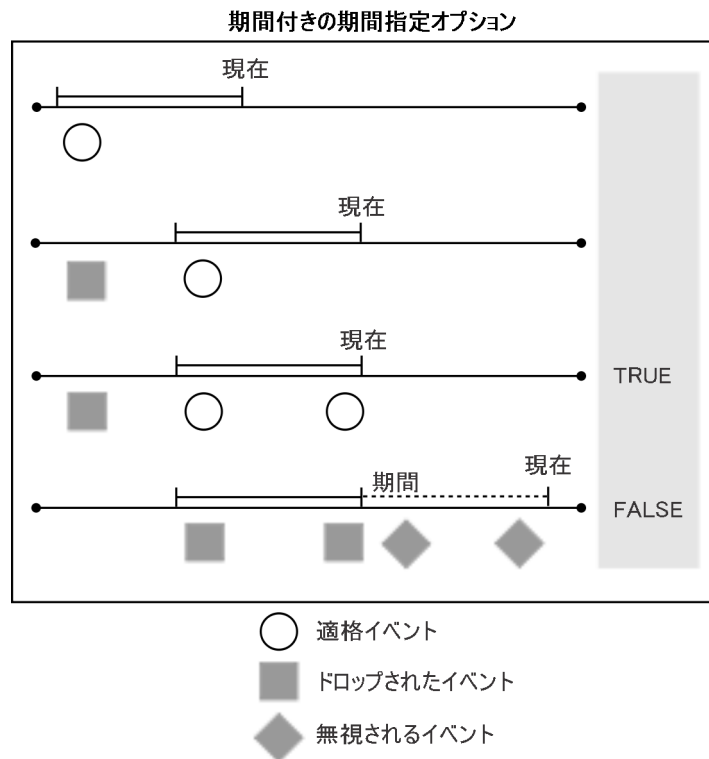 期間付きの期間指定オプション
現在
現在
現在
TRUE
期間
現在
FALSE
適格イベント
ドロップされたイベント
無視されるイベント